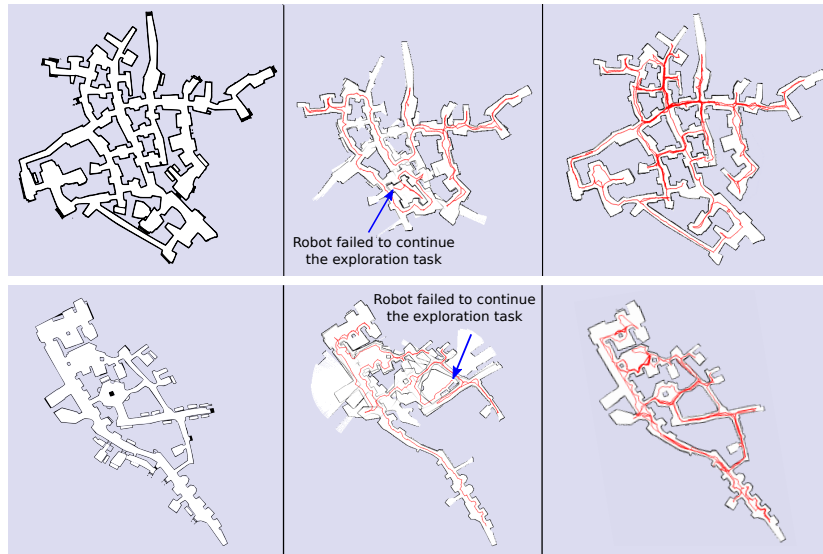 Robot failed to continue
the exploration task
Robot failed to continue
the exploration task